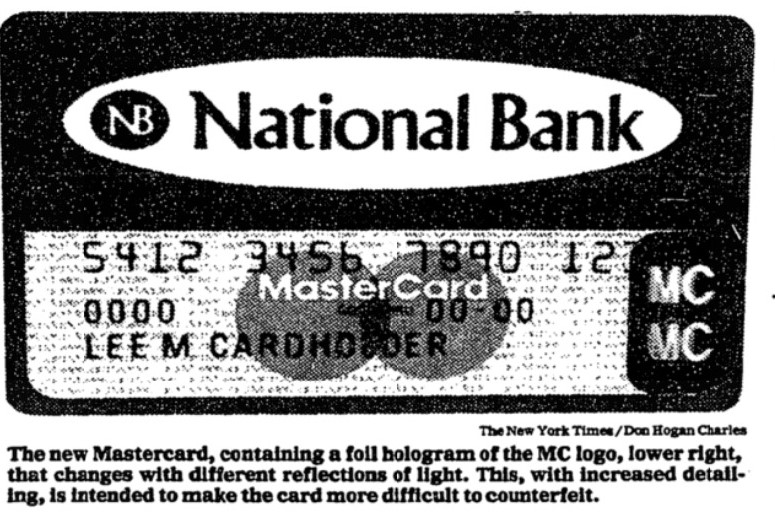 NB National Bank
5412 3456 7890 12
MasterCard
MC
0000 00-00
MC
LEE M CARDHOLDER
The New York Times/Don Hogan Charles
The new Mastercard, containing a foil hologram of the MC logo, lower right,
that changes with different reflections of light. This, with increased detail-
ing, is intended to make the card more difficult to counterfeit.